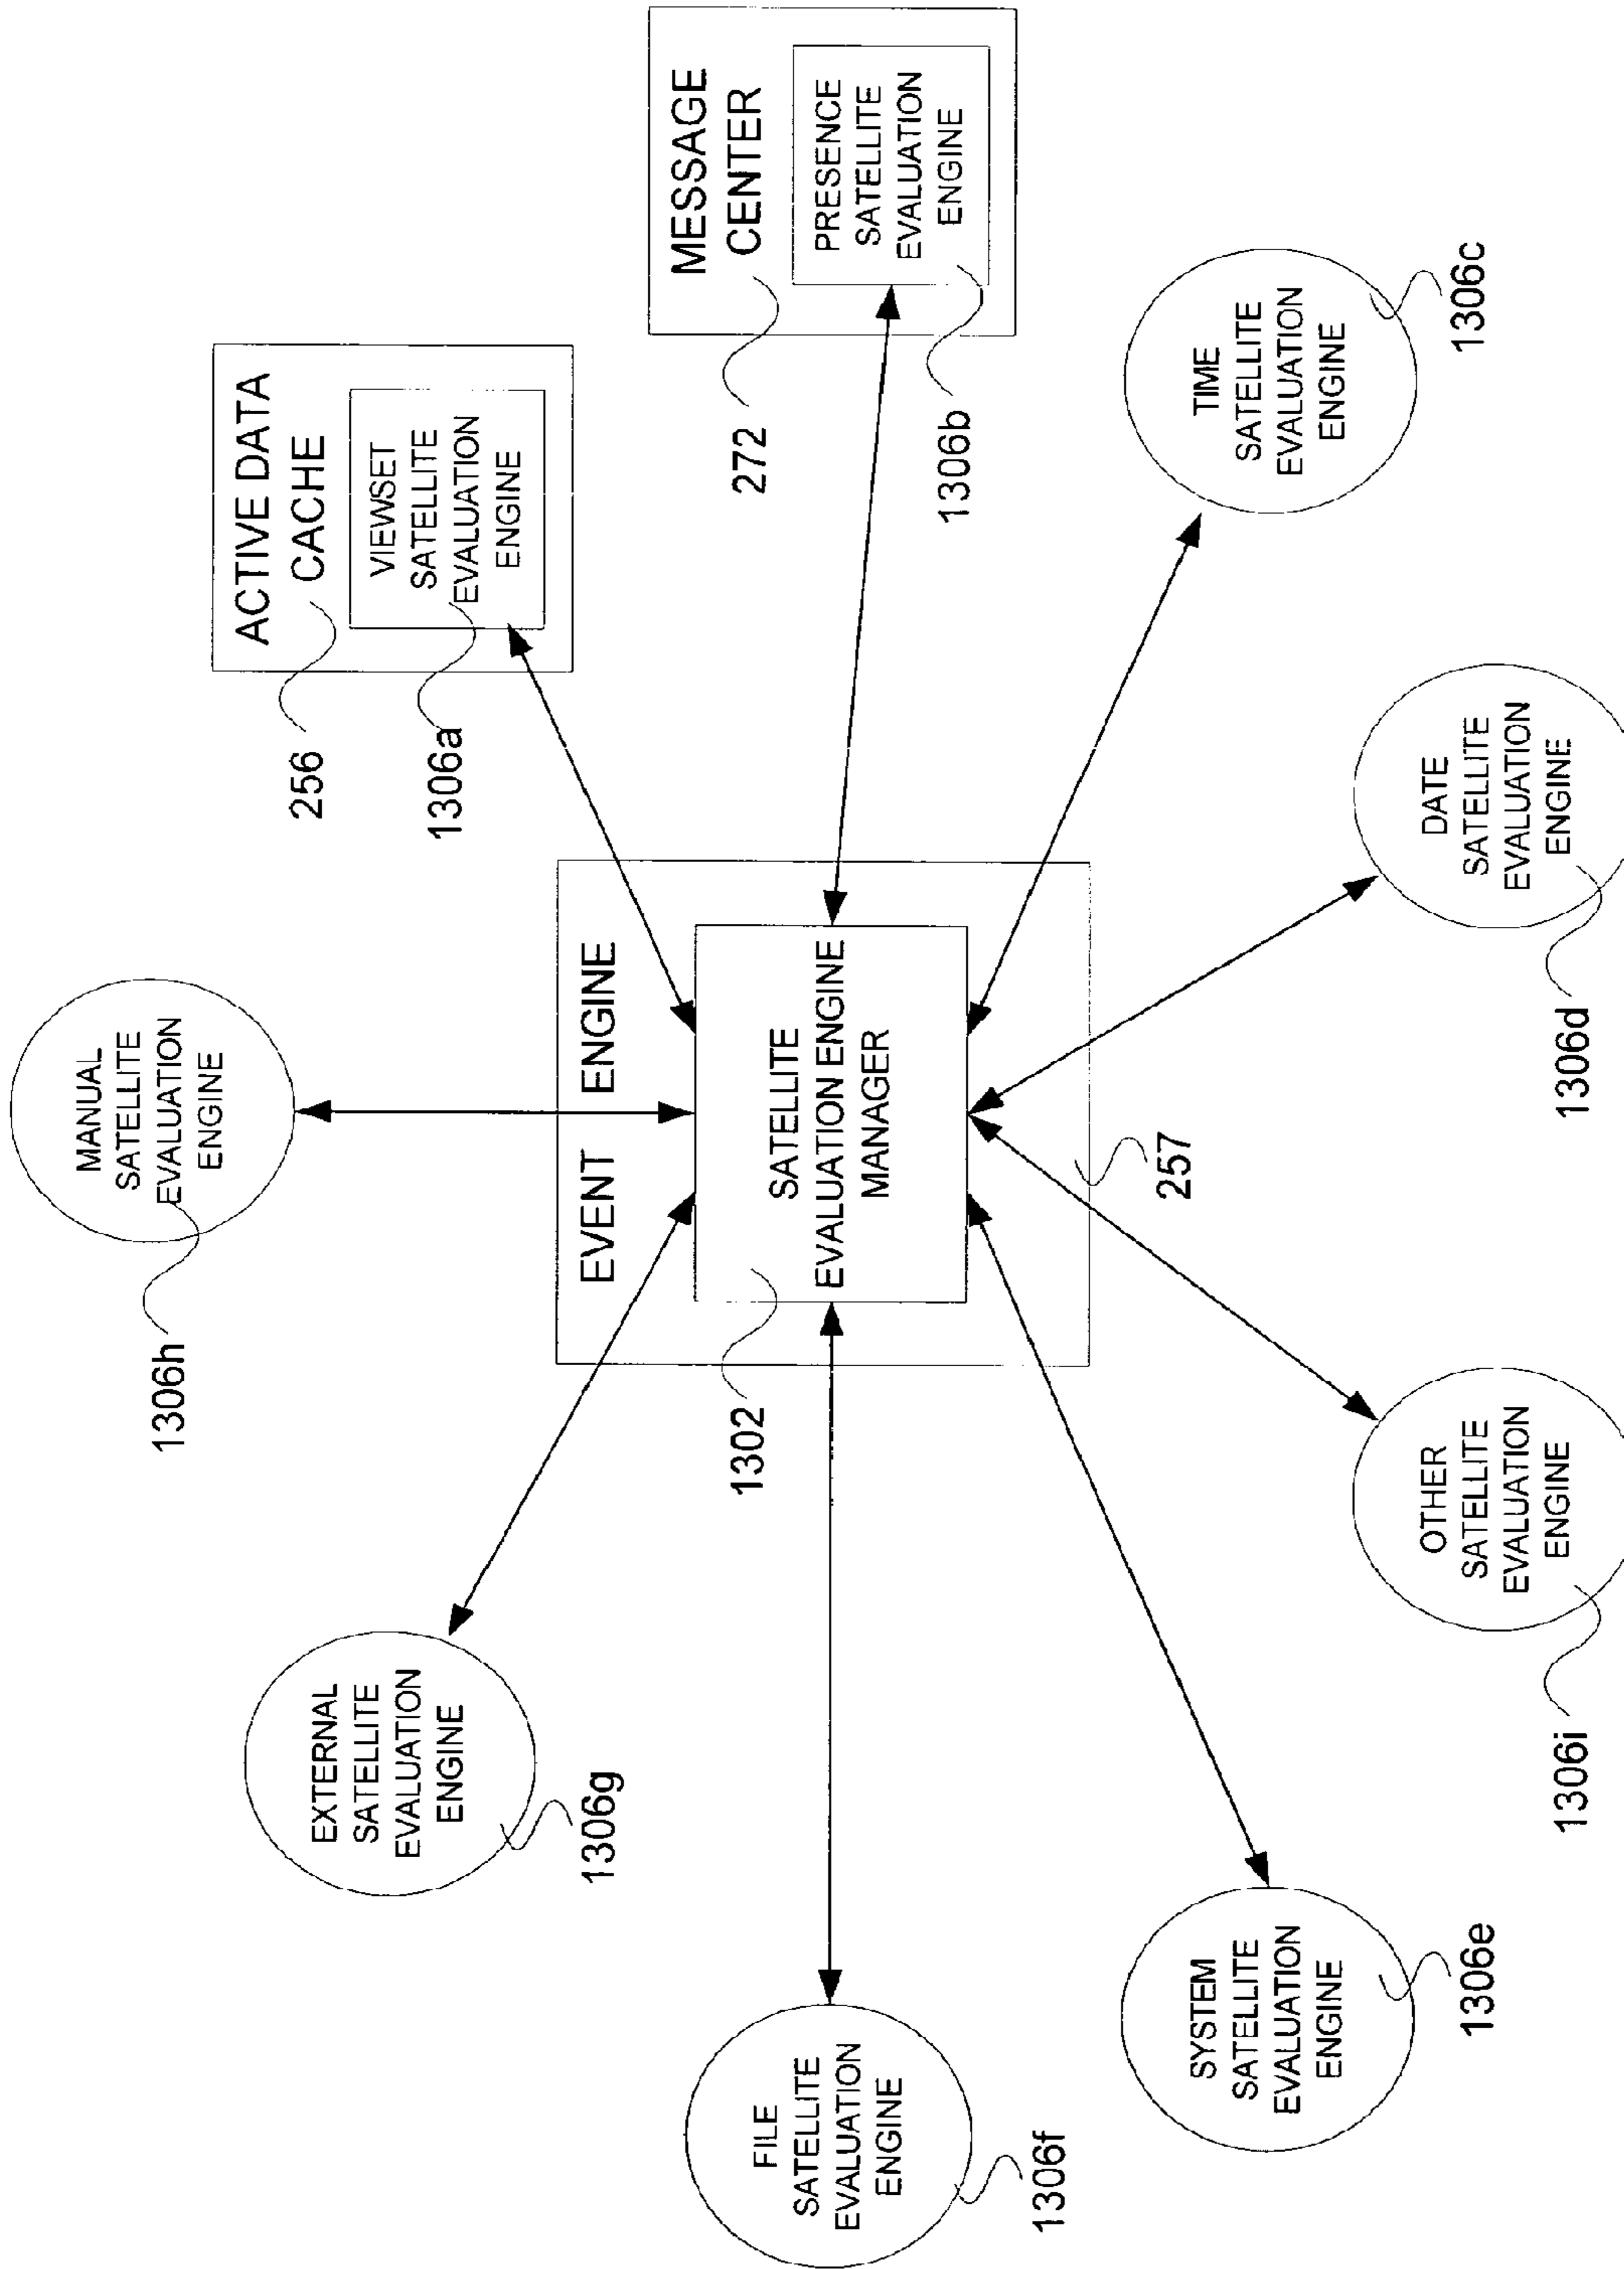 MANUAL
SATELLITE
EVALUATION
ENGINE
1306h
ACTIVE DATA
CACHE
VIEWSET
SATELLITE
EVALUATION
ENGINE
256
1306a
EXTERNAL
SATELLITE
EVALUATION
ENGINE
1306g
EVENT ENGINE
SATELLITE
EVALUATION ENGINE
MANAGER
1302
257
MESSAGE
CENTER
PRESENCE
SATELLITE
EVALUATION
ENGINE
272
1306b
FILE
SATELLITE
EVALUATION
ENGINE
1306f
TIME
SATELLITE
EVALUATION
ENGINE
1306c
SYSTEM
SATELLITE
EVALUATION
ENGINE
1306e
OTHER
SATELLITE
EVALUATION
ENGINE
1306i
DATE
SATELLITE
EVALUATION
ENGINE
1306d